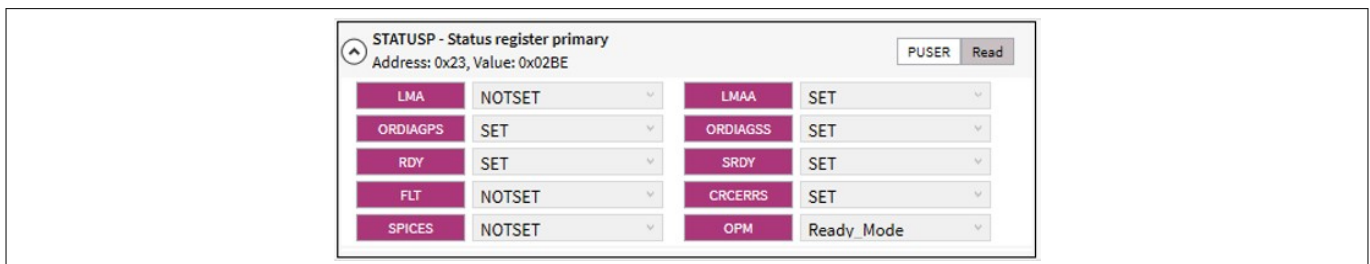 STATUSP - Status register primary
Address: 0x23, Value: 0x02BE
PUSER Read
LMA NOTSET LMAA SET
ORDIAGPS SET ORDIAGSS SET
RDY SET SRDY SET
FLT NOTSET CRCERRS SET
SPICES NOTSET OPM Ready_Mode